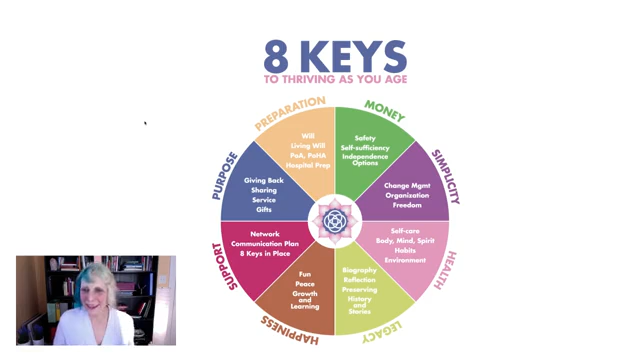 8 KEYS
TO THRIVING AS YOU AGE
PREPARATION
Will
Living Will
PoA, PoHA
Hospital Prep
MONEY
Safety
Self-sufficiency
Independence
Options
SIMPLICITY
Change Mgmt
Organization
Freedom
HEALTH
Self-care
Body, Mind, Spirit
Habits
Environment
LEGACY
Biography
Reflection
Preserving
History
and
Stories
HAPPINESS
Fun
Peace
Growth
and
Learning
SUPPORT
Network
Communication Plan
8 Keys in Place
PURPOSE
Giving Back
Sharing
Service
Gifts